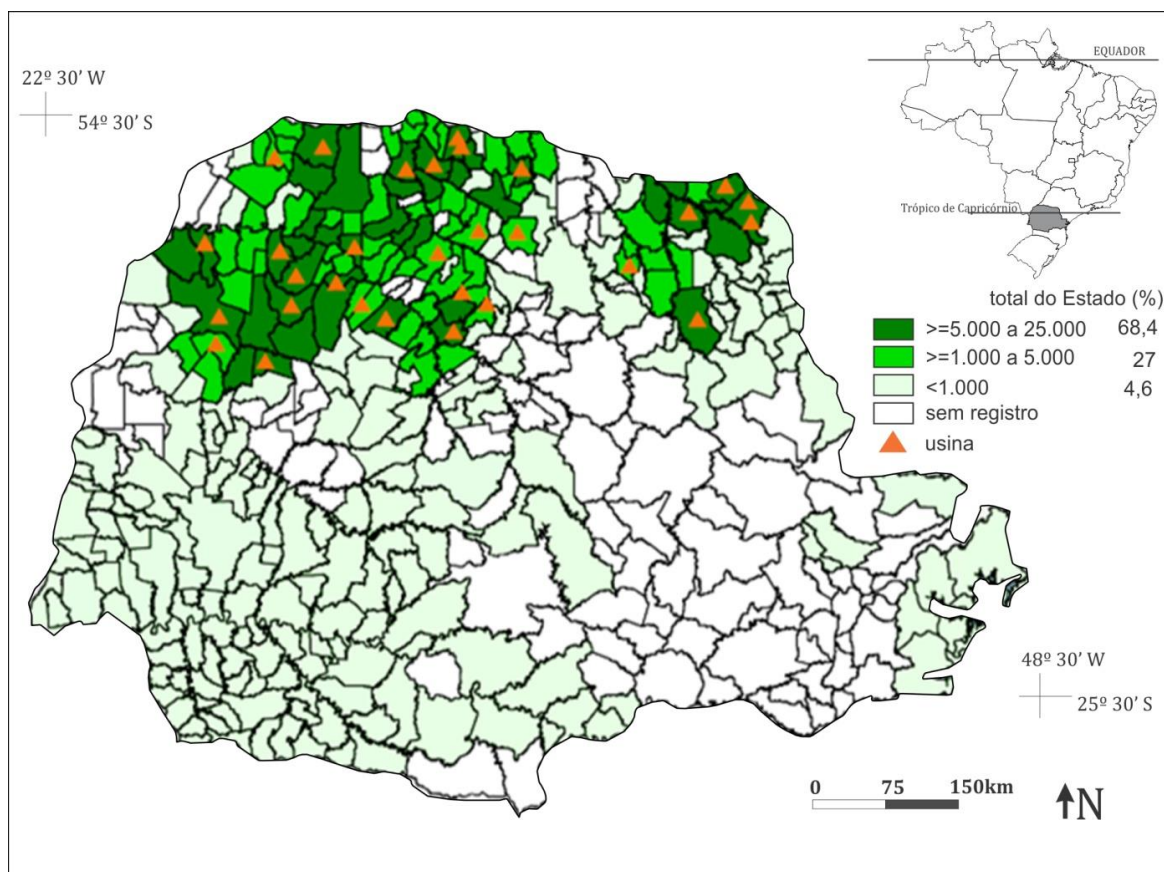 EQUADOR
22º 30’ W
54º 30’ S
Trópico de Capricórnio
total do Estado (%)
>=5.000 a 25.000 68,4
>=1.000 a 5.000 27
<1.000 4,6
sem registro
usina
48º 30’ W
25º 30’ S
0 75 150km
N